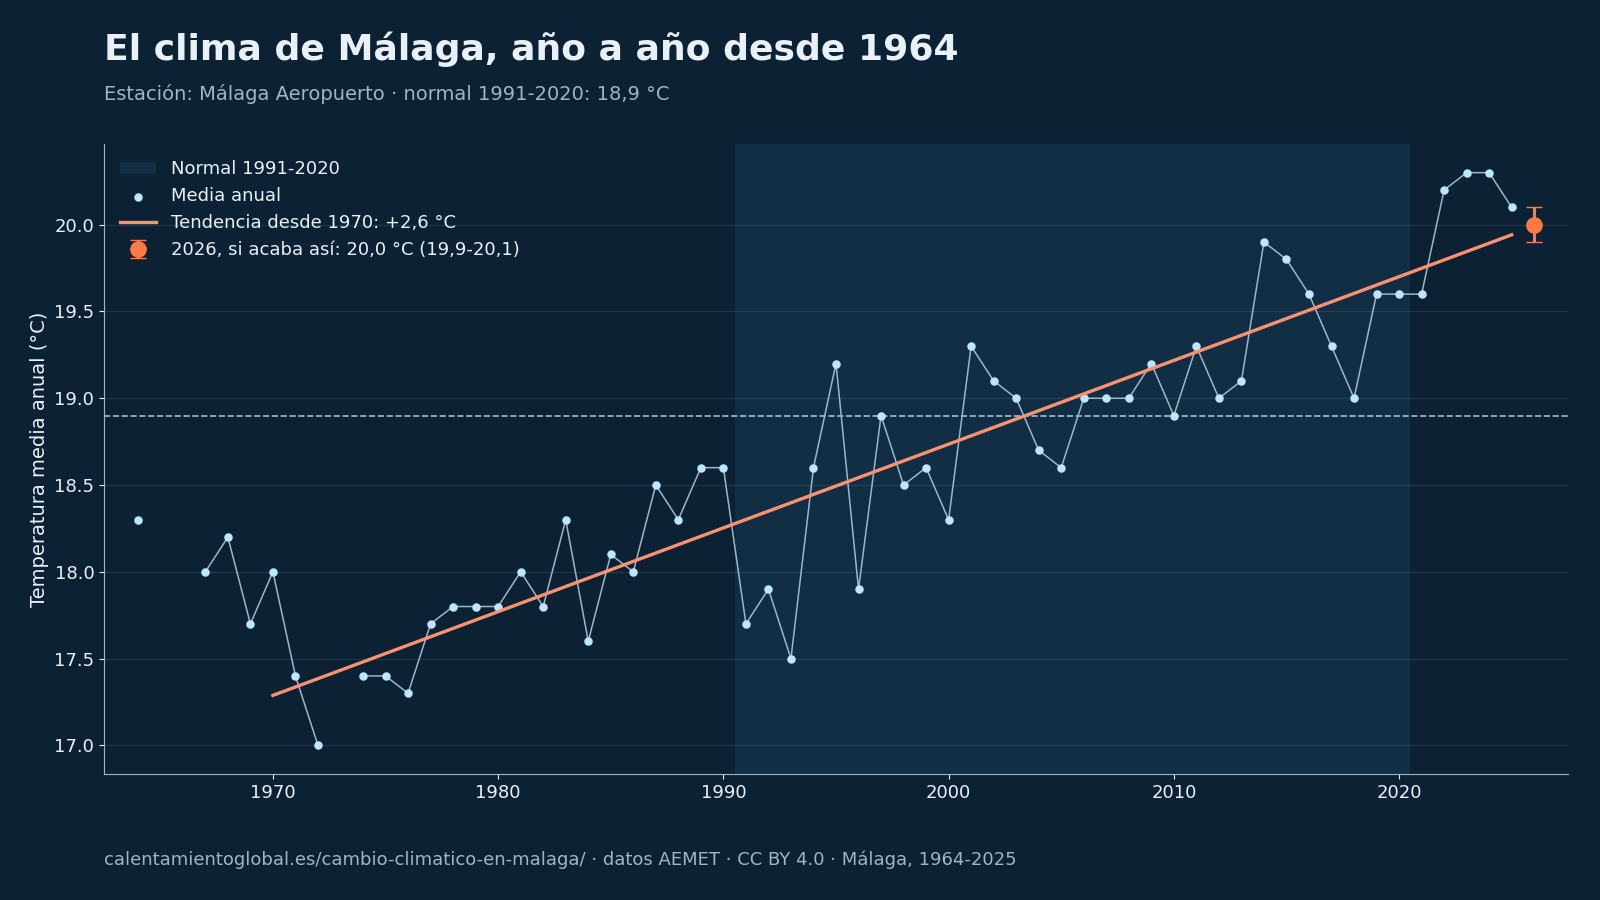 El clima de Málaga, año a año desde 1964
Estación: Málaga Aeropuerto · normal 1991-2020: 18,9 °C
Normal 1991-2020
Media anual
Tendencia desde 1970: +2,6 °C
2026, si acaba así: 20,0 °C (19,9-20,1)
Temperatura media anual (°C)
20.0
19.5
19.0
18.5
18.0
17.5
17.0
1970 1980 1990 2000 2010 2020
calentamientoglobal.es/cambio-climatico-en-malaga/ · datos AEMET · CC BY 4.0 · Málaga, 1964-2025